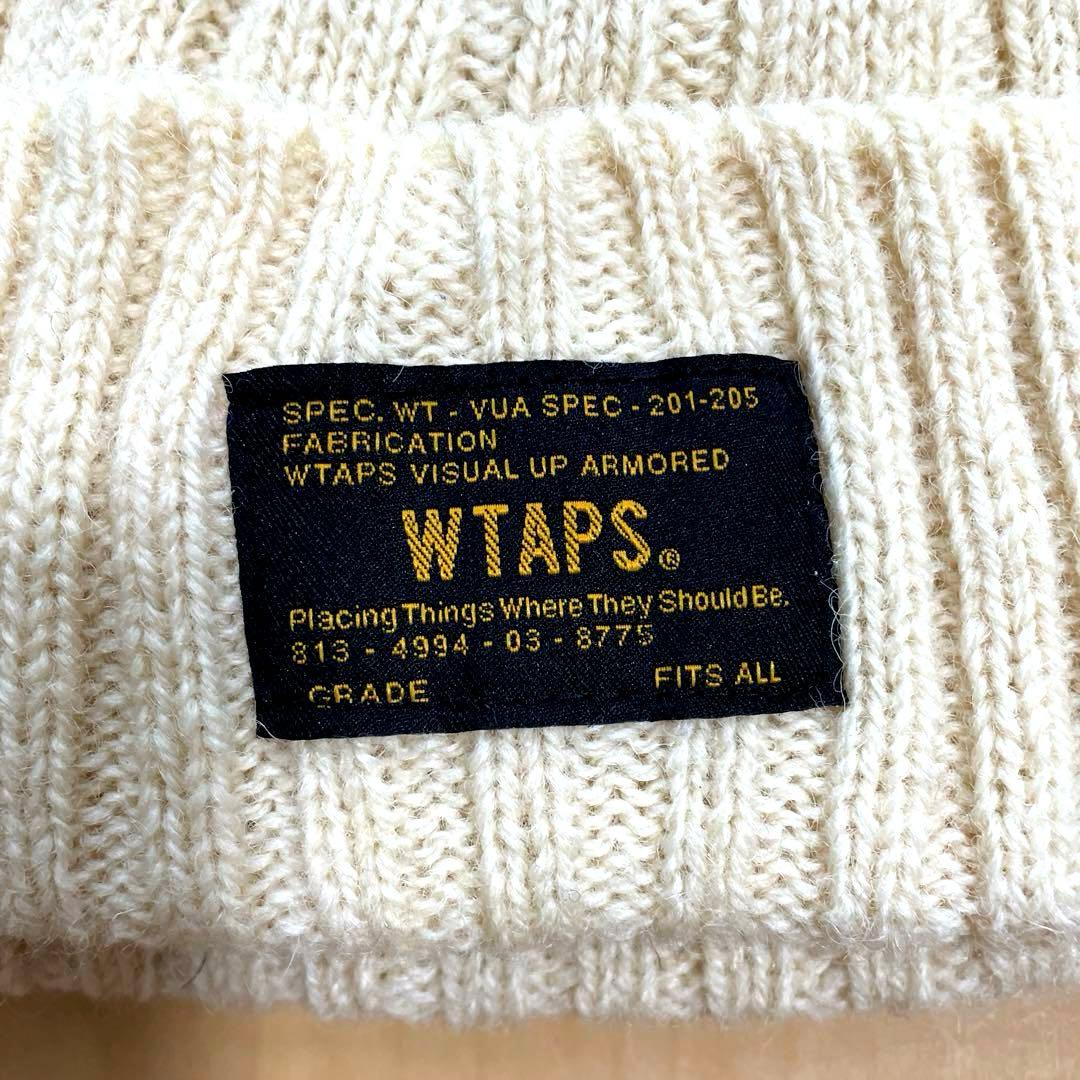 SPEC. WT - VUA SPEC - 201-205
FABRICATION
WTAPS VISUAL UP ARMORED
WTAPS®
Placing Things Where They Should Be.
813 - 4994 - 03 - 8775
GRADE FITS ALL